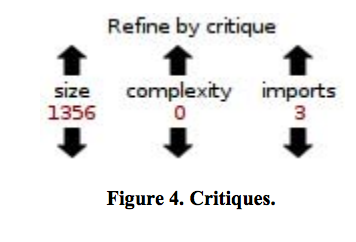 Refine by critique
size complexity imports
1356 0 3
Figure 4. Critiques.